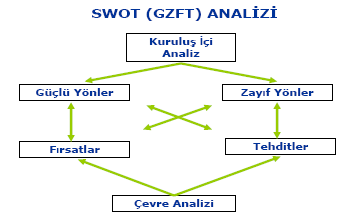 SWOT (GZFT) ANALİZİ
Kuruluş İçi
Analiz
Güçlü Yönler
Zayıf Yönler
Fırsatlar
Tehditler
Çevre Analizi